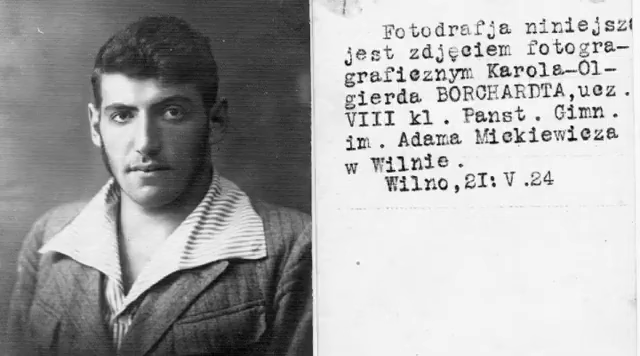 Fotodrafja niniejsza
jest zdjęciem fotogra-
graficznym Karola-Ol-
gierda BORCHARDTA,ucz.
VIII kl. Panst. Gimn.
im. Adama Mickiewicza
w Wilnie.
Wilno,2I: V.24